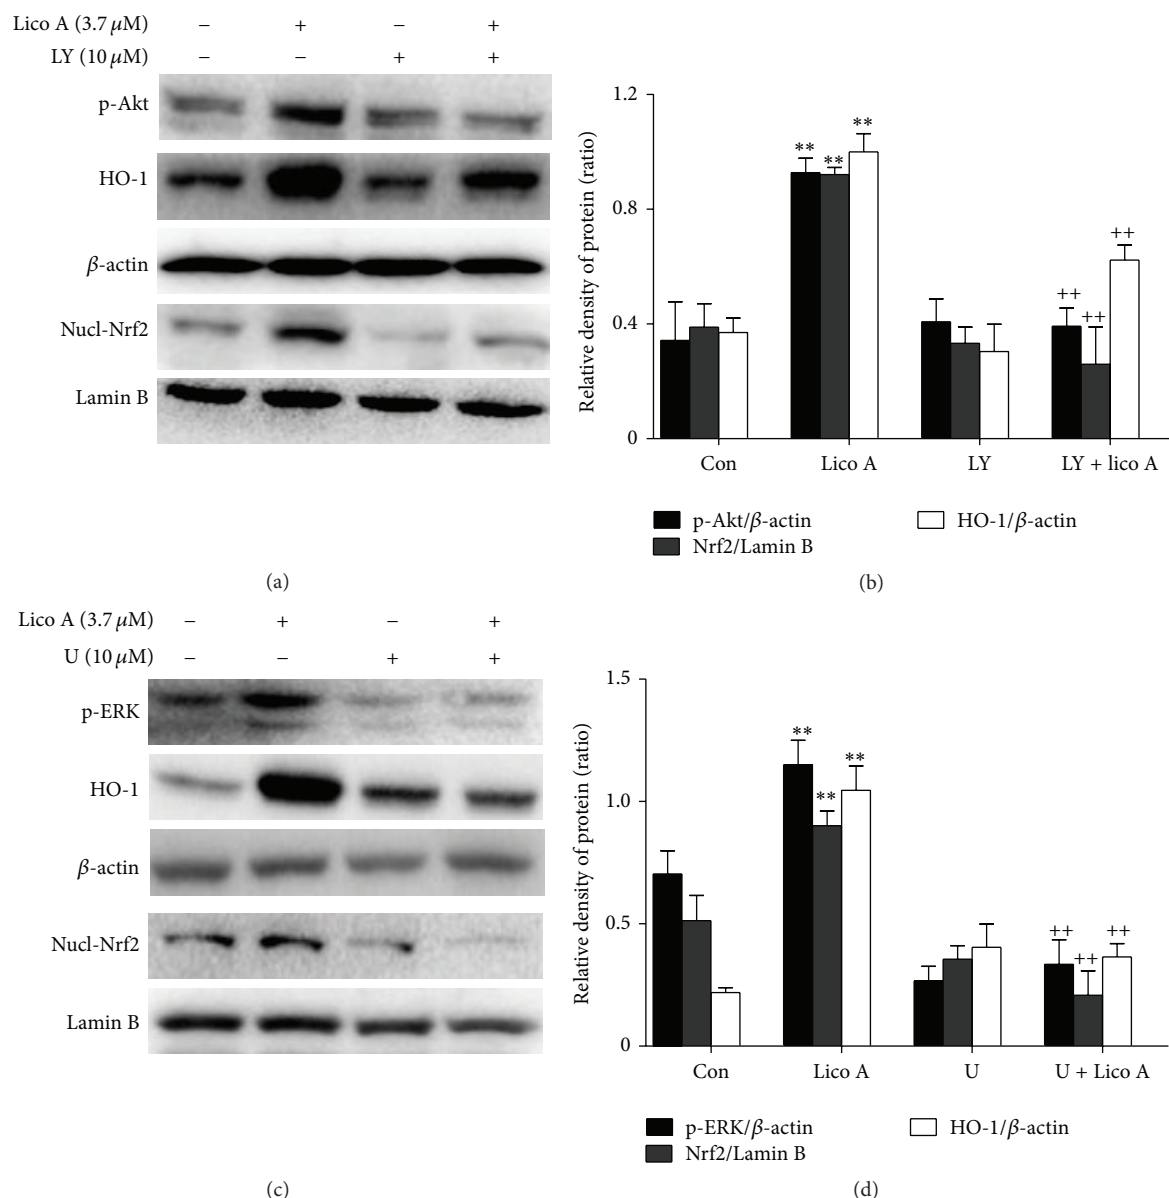 Lico A (3.7 μM) − + − +
LY (10 μM) − − + +
p-Akt
HO-1
β-actin
Nucl-Nrf2
Lamin B
(a)
Relative density of protein (ratio)
1.2
0.8
0.4
0
** ** **
++ ++ ++
Con Lico A LY LY + lico A
p-Akt/β-actin HO-1/β-actin
Nrf2/Lamin B
(b)
Lico A (3.7 μM) − + − +
U (10 μM) − − + +
p-ERK
HO-1
β-actin
Nucl-Nrf2
Lamin B
(c)
Relative density of protein (ratio)
1.5
1.0
0.5
0
** ** **
++ ++ ++
Con Lico A U U + Lico A
p-ERK/β-actin HO-1/β-actin
Nrf2/Lamin B
(d)